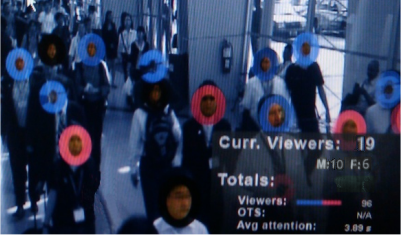 Curr. Viewers: 19
M:10 F:6
Totals:
Viewers: 96
OTS: N/A
Avg attention: 3.89 s